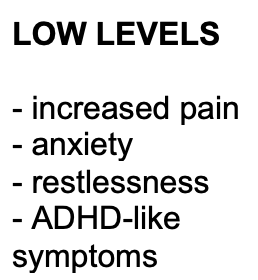 LOW LEVELS
- increased pain
- anxiety
- restlessness
- ADHD-like
symptoms